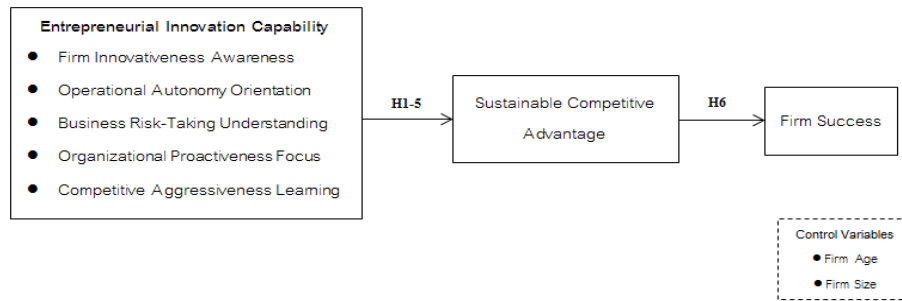 Entrepreneurial Innovation Capability
● Firm Innovativeness Awareness
● Operational Autonomy Orientation
● Business Risk-Taking Understanding
● Organizational Proactiveness Focus
● Competitive Aggressiveness Learning
H1-5
Sustainable Competitive
Advantage
H6
Firm Success
Control Variables
● Firm Age
● Firm Size